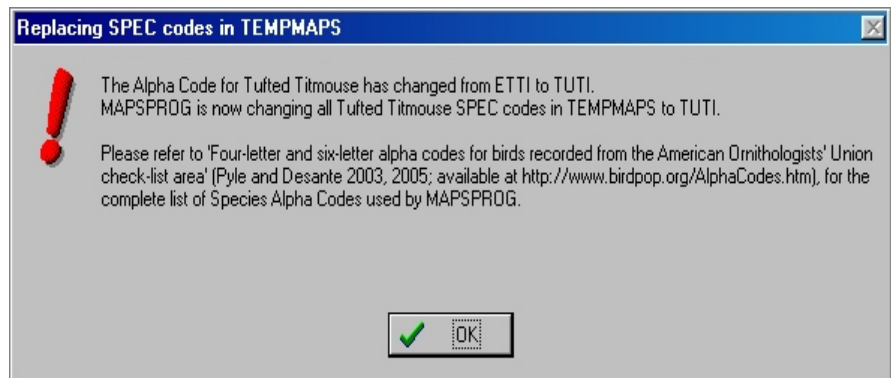 Replacing SPEC codes in TEMPMAPS
The Alpha Code for Tufted Titmouse has changed from ETTI to TUTI.
MAPSPROG is now changing all Tufted Titmouse SPEC codes in TEMPMAPS to TUTI.
Please refer to 'Four-letter and six-letter alpha codes for birds recorded from the American Ornithologists' Union
check-list area' (Pyle and Desante 2003, 2005; available at http://www.birdpop.org/AlphaCodes.htm), for the
complete list of Species Alpha Codes used by MAPSPROG.
OK